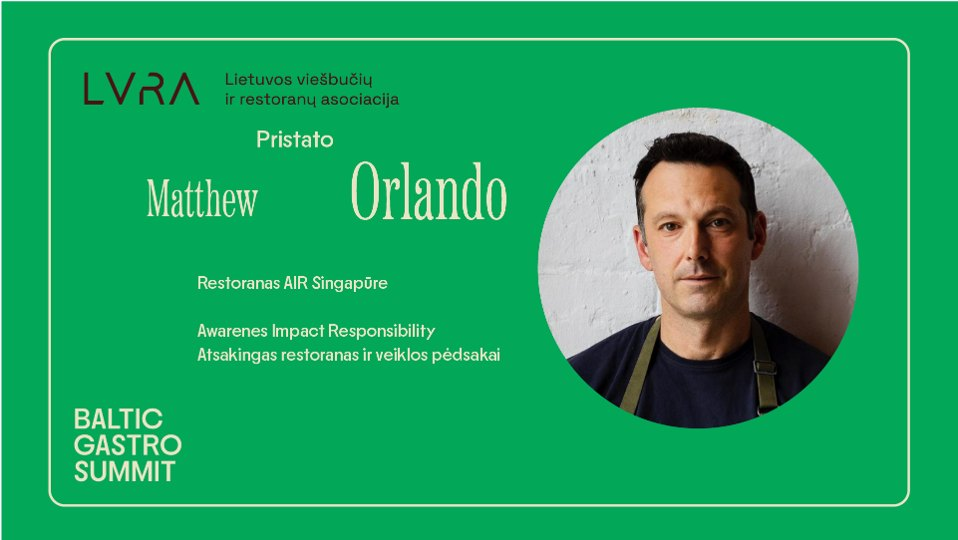 LVRA
Lietuvos viešbučių
ir restoranų asociacija
Pristato
Matthew Orlando
Restoranas AIR Singapūre
Awarenes Impact Responsibility
Atsakingas restoranas ir veiklos pėdsakai
BALTIC
GASTRO
SUMMIT